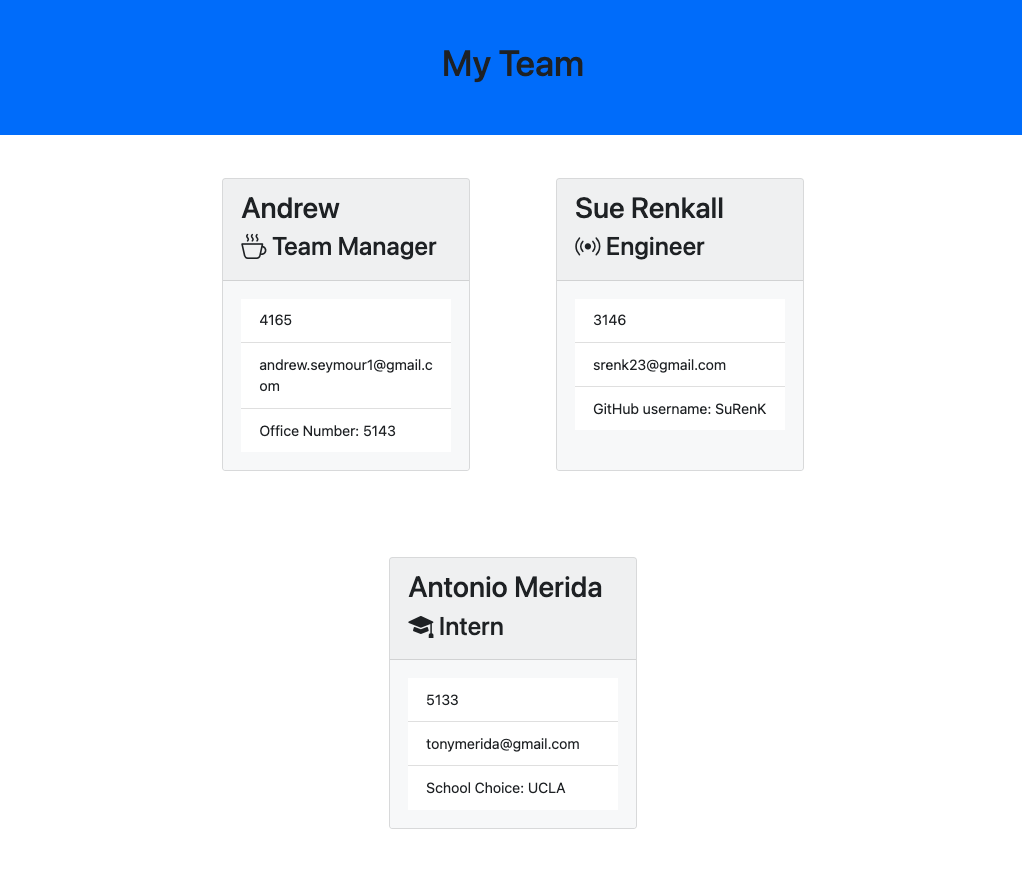 My Team
Andrew
Team Manager
4165
andrew.seymour1@gmail.c
om
Office Number: 5143
Sue Renkall
Engineer
3146
srenk23@gmail.com
GitHub username: SuRenK
Antonio Merida
Intern
5133
tonymerida@gmail.com
School Choice: UCLA